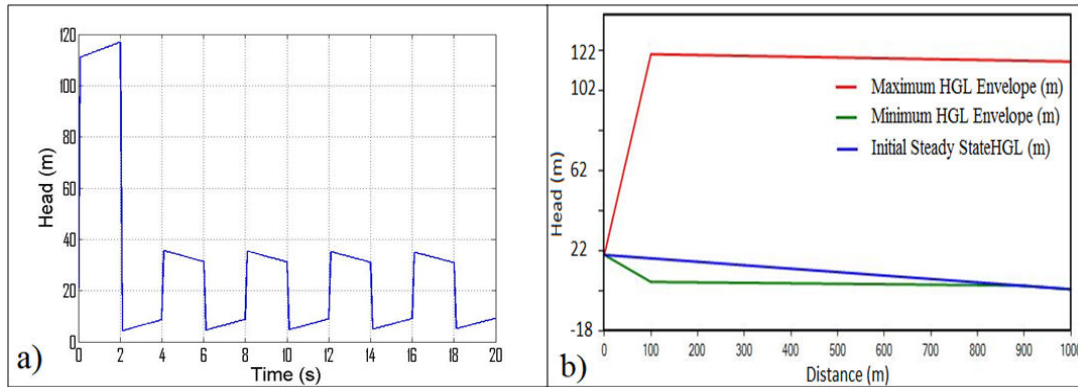 120
100
80
60
40
20
0
Head (m)
0 2 4 6 8 10 12 14 16 18 20
Time (s)
a)
122
102
62
22
-18
Head (m)
Maximum HGL Envelope (m)
Minimum HGL Envelope (m)
Initial Steady StateHGL (m)
0 100 200 300 400 500 600 700 800 900 1000
Distance (m)
b)